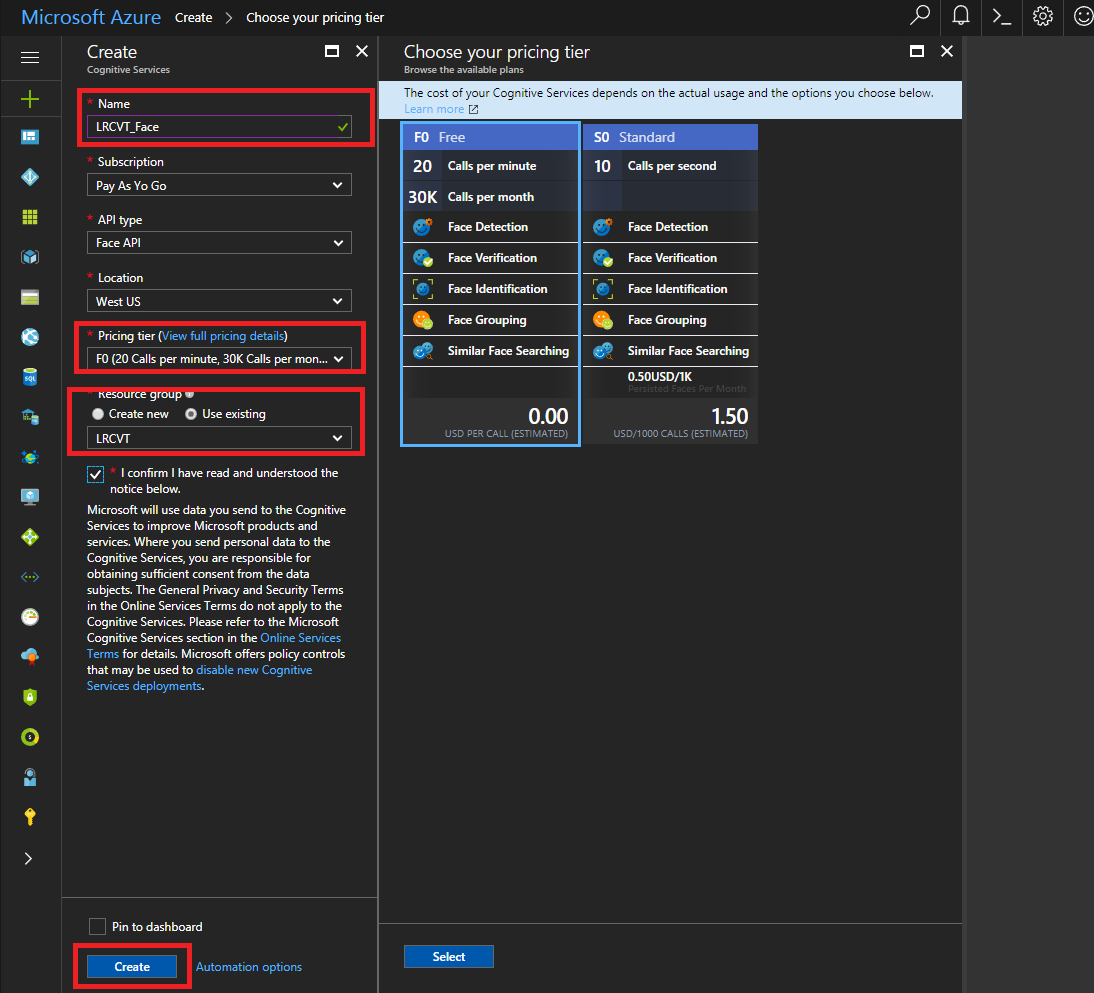 Microsoft Azure Create > Choose your pricing tier
Create
Cognitive Services
* Name
LRCVT_Face
* Subscription
Pay As Yo Go
* API type
Face API
* Location
West US
* Pricing tier (View full pricing details)
F0 (20 Calls per minute, 30K Calls per mon...
* Resource group
Create new Use existing
LRCVT
* I confirm I have read and understood the
notice below.
Microsoft will use data you send to the Cognitive
Services to improve Microsoft products and
services. Where you send personal data to the
Cognitive Services, you are responsible for
obtaining sufficient consent from the data
subjects. The General Privacy and Security Terms
in the Online Services Terms do not apply to the
Cognitive Services. Please refer to the Microsoft
Cognitive Services section in the Online Services
Terms for details. Microsoft offers policy controls
that may be used to disable new Cognitive
Services deployments.
Pin to dashboard
Create Automation options
Choose your pricing tier
Browse the available plans
The cost of your Cognitive Services depends on the actual usage and the options you choose below.
Learn more
F0 Free
20 Calls per minute
30K Calls per month
Face Detection
Face Verification
Face Identification
Face Grouping
Similar Face Searching
0.00
USD PER CALL (ESTIMATED)
S0 Standard
10 Calls per second
Face Detection
Face Verification
Face Identification
Face Grouping
Similar Face Searching
0.50USD/1K
Persisted Faces Per Month
1.50
USD/1000 CALLS (ESTIMATED)
Select